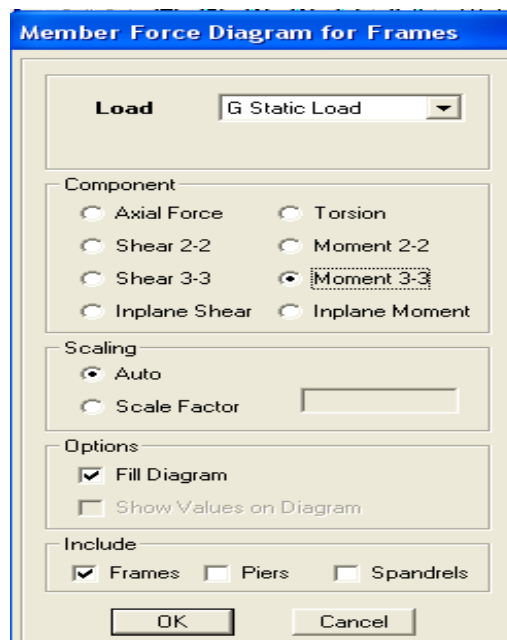 Member Force Diagram for Frames
Load G Static Load
Component
Axial Force Torsion
Shear 2-2 Moment 2-2
Shear 3-3 Moment 3-3
Inplane Shear Inplane Moment
Scaling
Auto
Scale Factor
Options
Fill Diagram
Show Values on Diagram
Include
Frames Piers Spandrels
OK Cancel